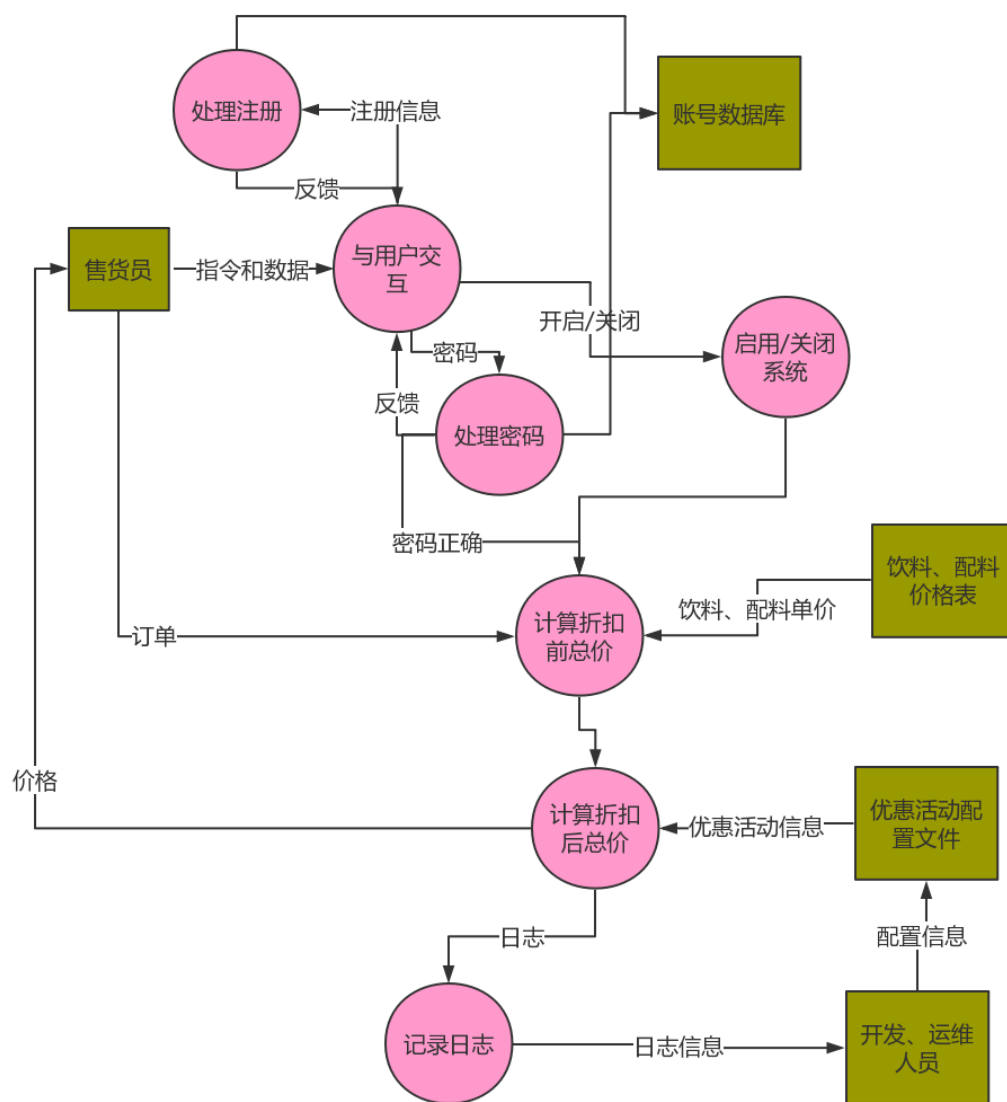 处理注册
注册信息
账号数据库
反馈
售货员
指令和数据
与用户交
互
开启/关闭
启用/关闭
系统
密码
反馈
处理密码
密码正确
饮料、配料
价格表
饮料、配料单价
计算折扣
前总价
订单
价格
计算折扣
后总价
优惠活动信息
优惠活动配
置文件
日志
配置信息
记录日志
日志信息
开发、运维
人员